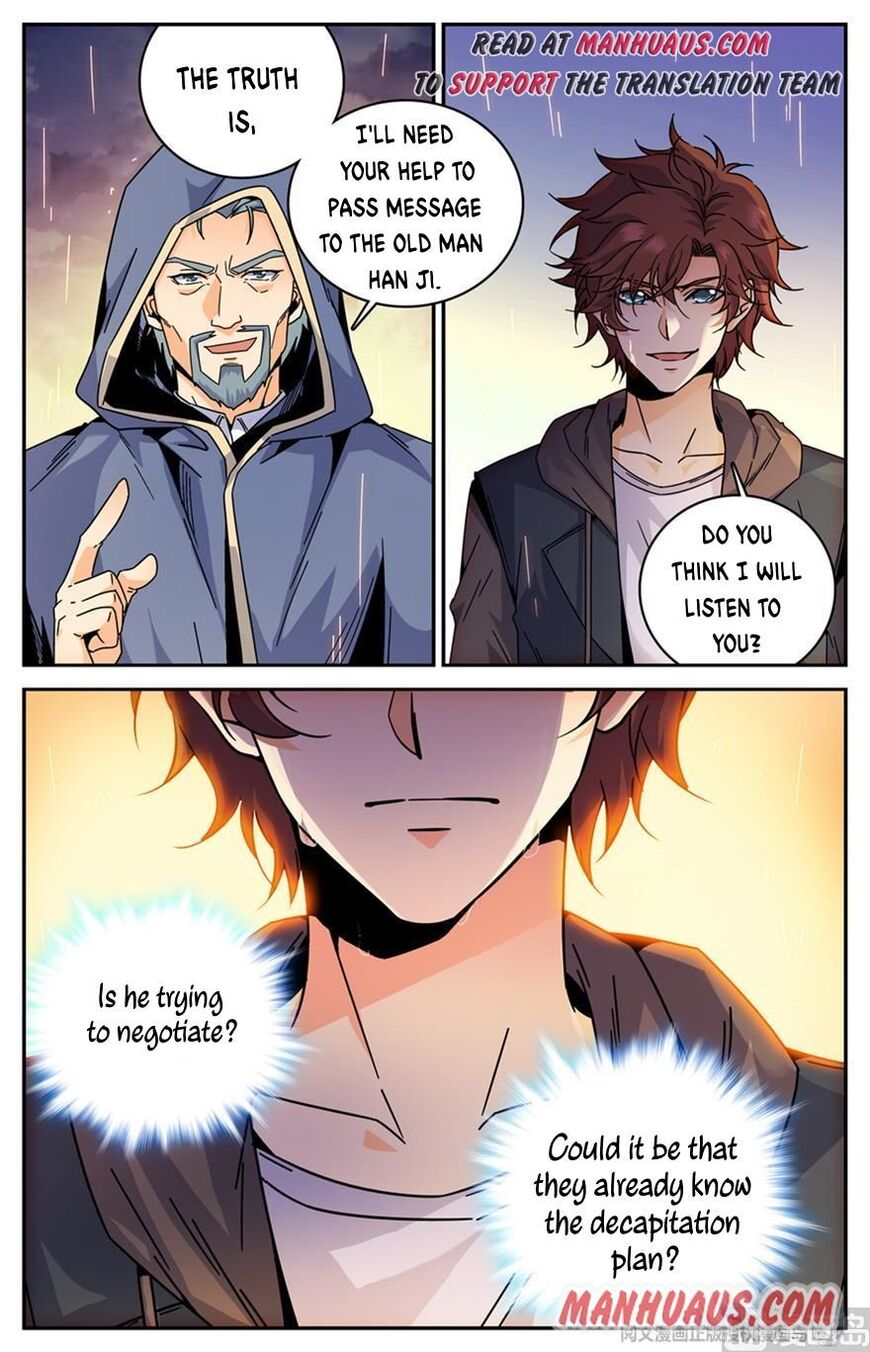 READ AT MANHUAUS.COM
TO SUPPORT THE TRANSLATION TEAM
THE TRUTH
IS,
I'LL NEED
YOUR HELP TO
PASS MESSAGE
TO THE OLD MAN
HAN JI.
DO YOU
THINK I WILL
LISTEN TO
YOU?
Is he trying
to negotiate?
Could it be that
they already know
the decapitation
plan?
MANHUAUS.COM